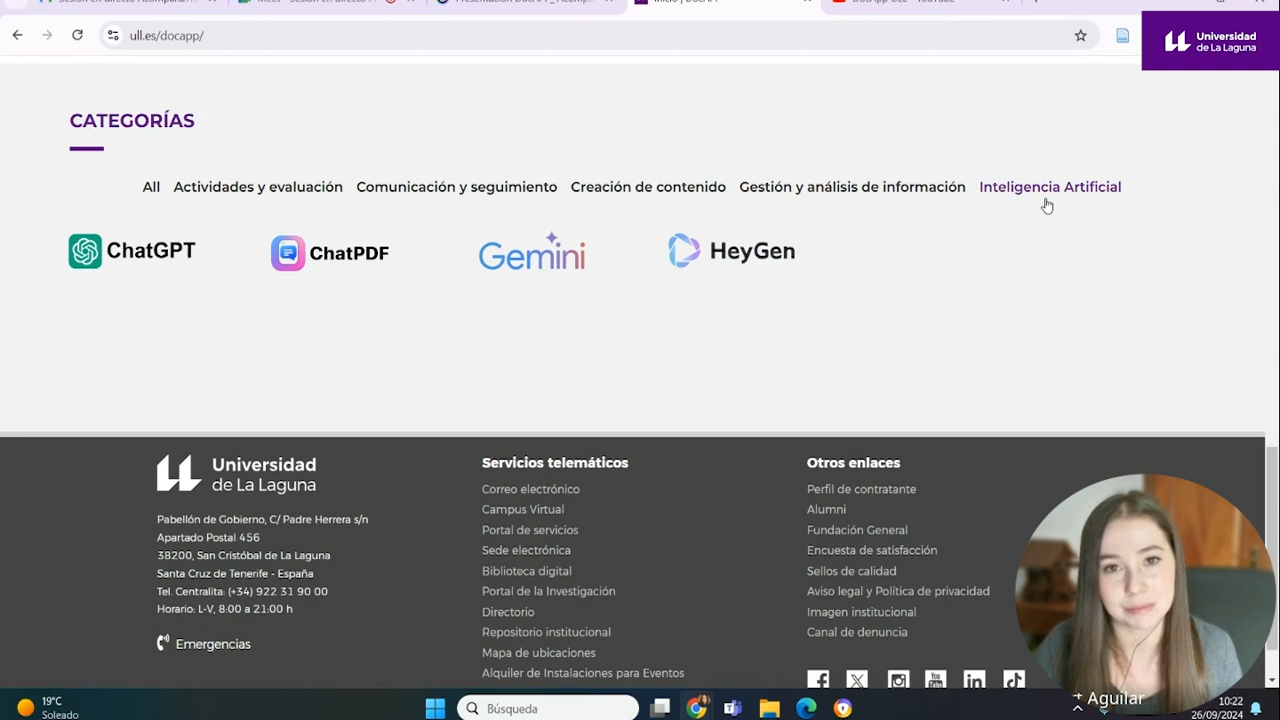 ull.es/docapp/
Universidad
de La Laguna
CATEGORÍAS
All Actividades y evaluación Comunicación y seguimiento Creación de contenido Gestión y análisis de información Inteligencia Artificial
ChatGPT ChatPDF Gemini HeyGen
Universidad
de La Laguna
Pabellón de Gobierno, C/ Padre Herrera s/n
Apartado Postal 456
38200, San Cristóbal de La Laguna
Santa Cruz de Tenerife - España
Tel. Centralita: (+34) 922 31 90 00
Horario: L-V, 8:00 a 21:00 h
Emergencias
Servicios telemáticos
Correo electrónico
Campus Virtual
Portal de servicios
Sede electrónica
Biblioteca digital
Portal de la Investigación
Directorio
Repositorio institucional
Mapa de ubicaciones
Alquiler de Instalaciones para Eventos
Otros enlaces
Perfil de contratante
Alumni
Fundación General
Encuesta de satisfacción
Sellos de calidad
Aviso legal y Política de privacidad
Imagen institucional
Canal de denuncia
Aguilar
19°C
Soleado
Búsqueda
10:22
26/09/2024